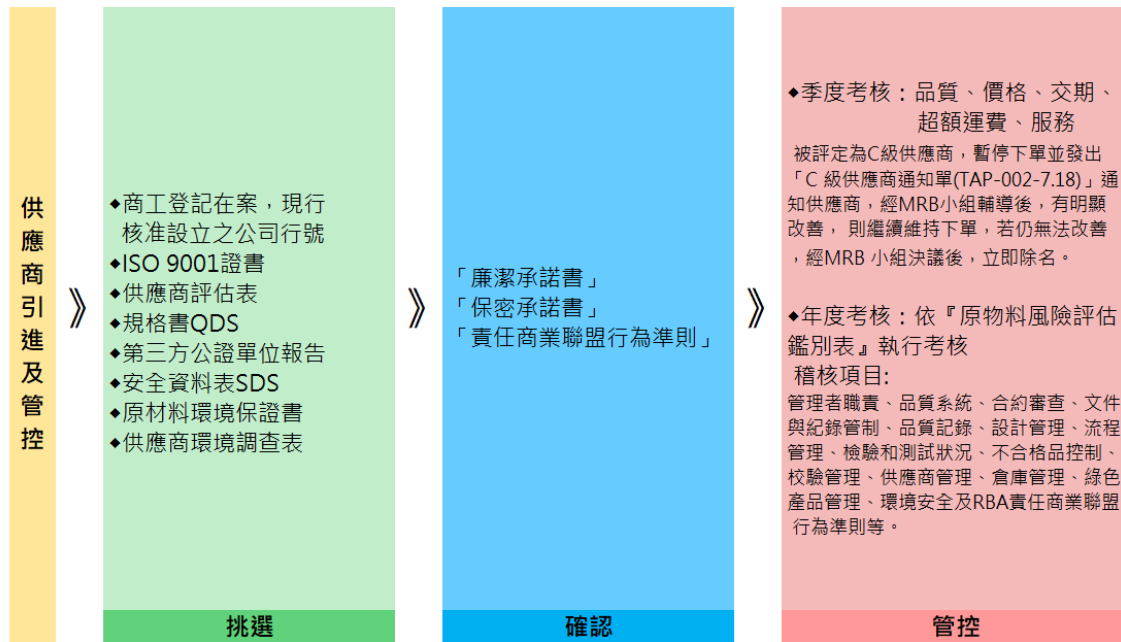 供應商引進及管控
》
◆商工登記在案，現行
核准設立之公司行號
◆ISO 9001證書
◆供應商評估表
◆規格書QDS
◆第三方公證單位報告
◆安全資料表SDS
◆原材料環境保證書
◆供應商環境調查表
挑選
》
「廉潔承諾書」
「保密承諾書」
「責任商業聯盟行為準則」
確認
》
◆季度考核：品質、價格、交期、
超額運費、服務
被評定為C級供應商，暫停下單並發出
「C 級供應商通知單(TAP-002-7.18)」通
知供應商，經MRB小組輔導後，有明顯
改善， 則繼續維持下單，若仍無法改善
，經MRB 小組決議後，立即除名。
◆年度考核：依『原物料風險評估
鑑別表』執行考核
稽核項目:
管理者職責、品質系統、合約審查、文件
與紀錄管制、品質記錄、設計管理、流程
管理、檢驗和測試狀況、不合格品控制、
校驗管理、供應商管理、倉庫管理、綠色
產品管理、環境安全及RBA責任商業聯盟
行為準則等。
管控